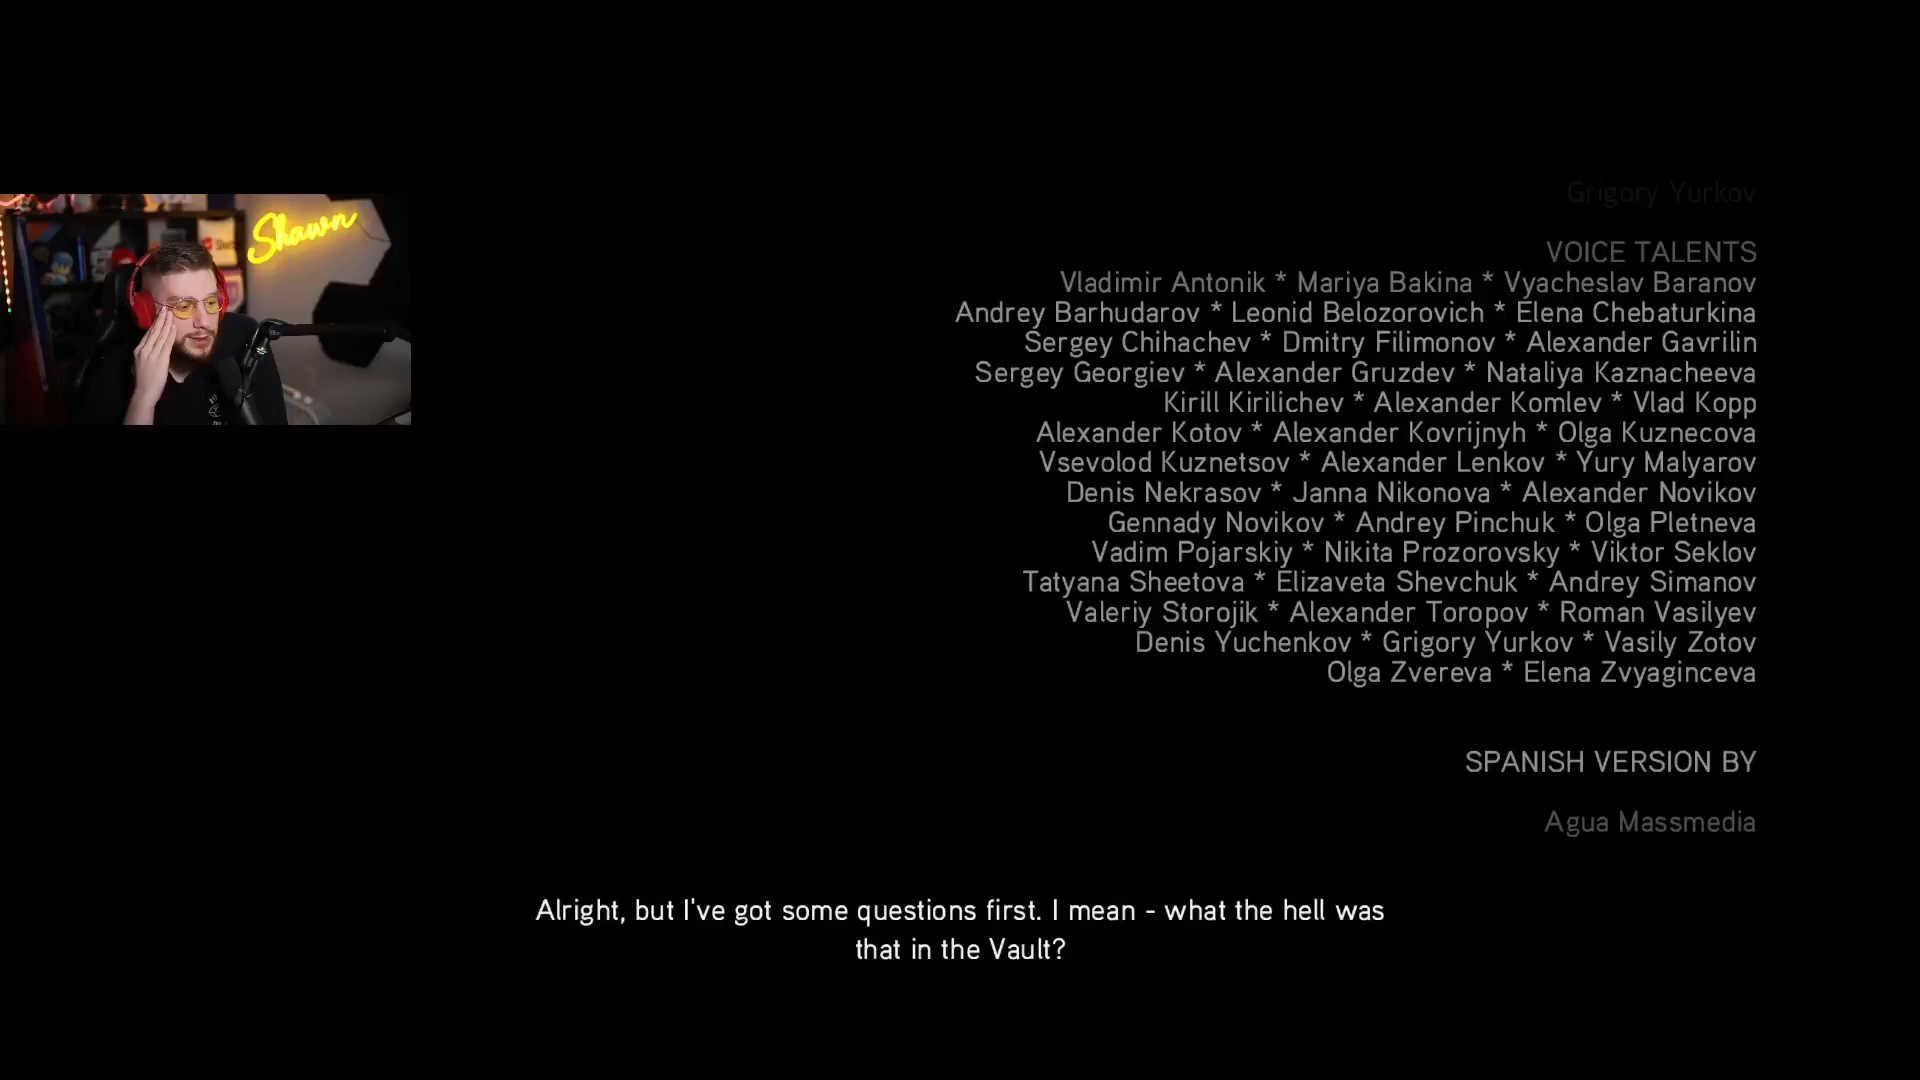 Shawn
Grigory Yurkov
VOICE TALENTS
Vladimir Antonik * Mariya Bakina * Vyacheslav Baranov
Andrey Barhudarov * Leonid Belozorovich * Elena Chebaturkina
Sergey Chihachev * Dmitry Filimonov * Alexander Gavrilin
Sergey Georgiev * Alexander Gruzdev * Nataliya Kaznacheeva
Kirill Kirilichev * Alexander Komlev * Vlad Kopp
Alexander Kotov * Alexander Kovrijnyh * Olga Kuznecova
Vsevolod Kuznetsov * Alexander Lenkov * Yury Malyarov
Denis Nekrasov * Janna Nikonova * Alexander Novikov
Gennady Novikov * Andrey Pinchuk * Olga Pletneva
Vadim Pojarskiy * Nikita Prozorovsky * Viktor Seklov
Tatyana Sheetova * Elizaveta Shevchuk * Andrey Simanov
Valeriy Storojik * Alexander Toropov * Roman Vasilyev
Denis Yuchenkov * Grigory Yurkov * Vasily Zotov
Olga Zvereva * Elena Zvyaginceva
SPANISH VERSION BY
Agua Massmedia
Alright, but I've got some questions first. I mean - what the hell was
that in the Vault?